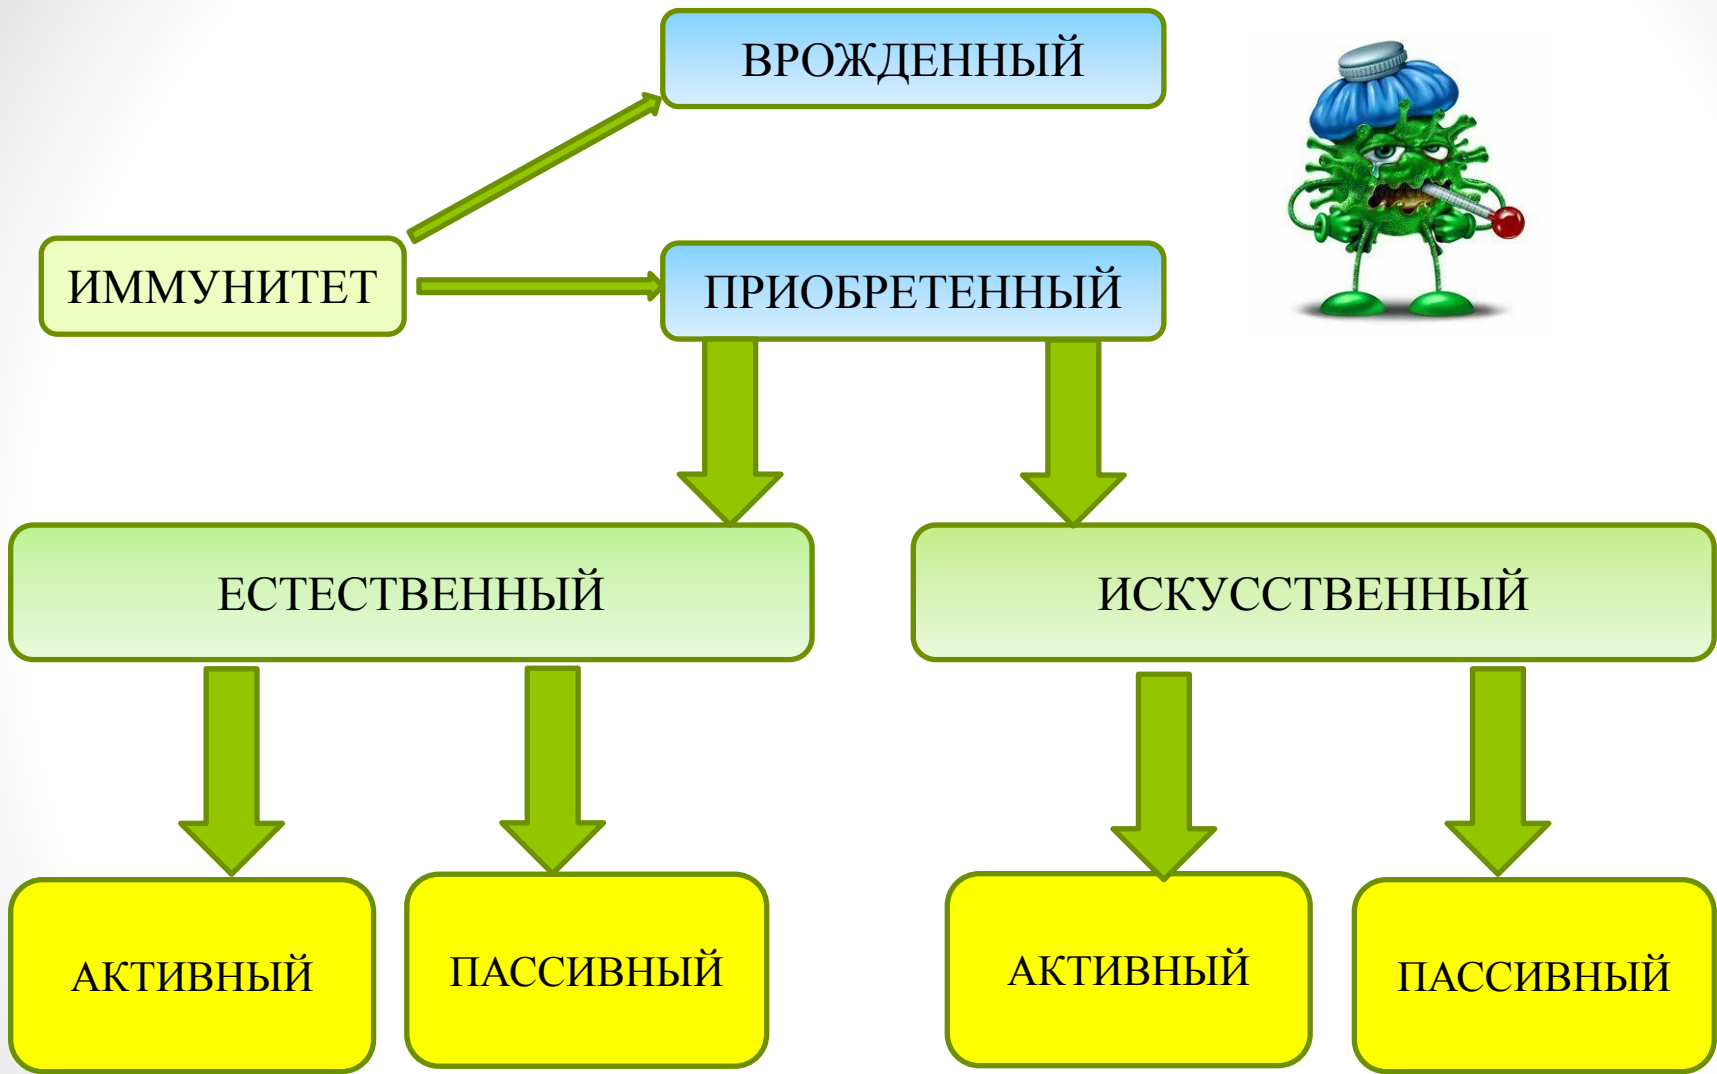 ВРОЖДЕННЫЙ
ИММУНИТЕТ
ПРИОБРЕТЕННЫЙ
ЕСТЕСТВЕННЫЙ
ИСКУССТВЕННЫЙ
АКТИВНЫЙ
ПАССИВНЫЙ
АКТИВНЫЙ
ПАССИВНЫЙ